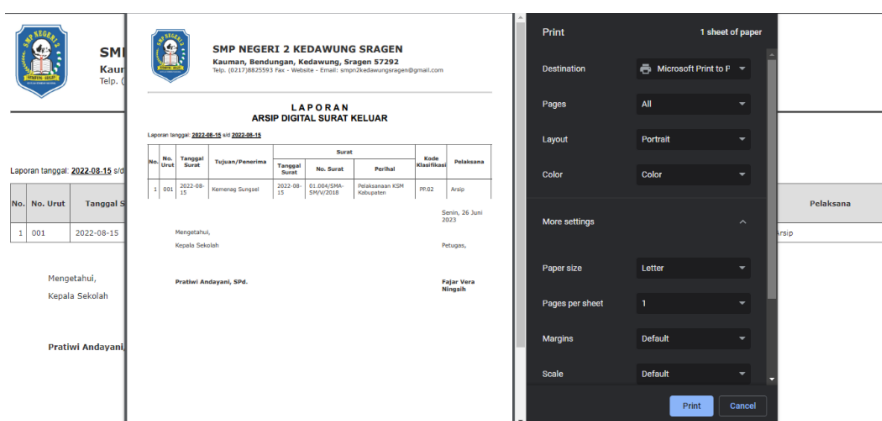 SMI
Kaur
Telp. (
Laporan tanggal: 2022-08-15 s/d
No. No. Urut Tanggal S
1 001 2022-08-15
Mengetahui,
Kepala Sekolah
Pratiwi Andayani,
SMP NEGERI 2 KEDAWUNG SRAGEN
Kauman, Bendungan, Kedawung, Sragen 57292
Telp. (0217)8825593 Fax - Website - Email: smpn2kedawungsragen@gmail.com
LAPORAN
ARSIP DIGITAL SURAT KELUAR
Laporan tanggal: 2022-08-15 s/d 2022-08-15
Surat
No. No. Urut Tanggal Surat Tujuan/Penerima Tanggal Surat No. Surat Perihal Kode Klasifikasi Pelaksana
1 001 2022-08-15 Kemenag Sungsel 2022-08-15 01.004/SMA-SM/V/2018 Pelaksanaan KSM Kabupaten PP.02 Arsip
Senin, 26 Juni
2023
Mengetahui,
Kepala Sekolah Petugas,
Pratiwi Andayani, SPd. Fajar Vera
Ningsih
Print 1 sheet of paper
Destination Microsoft Print to P
Pages All
Layout Portrait
Color Color
More settings
Paper size Letter
Pages per sheet 1
Margins Default
Scale Default
Print Cancel
Pelaksana
Arsip